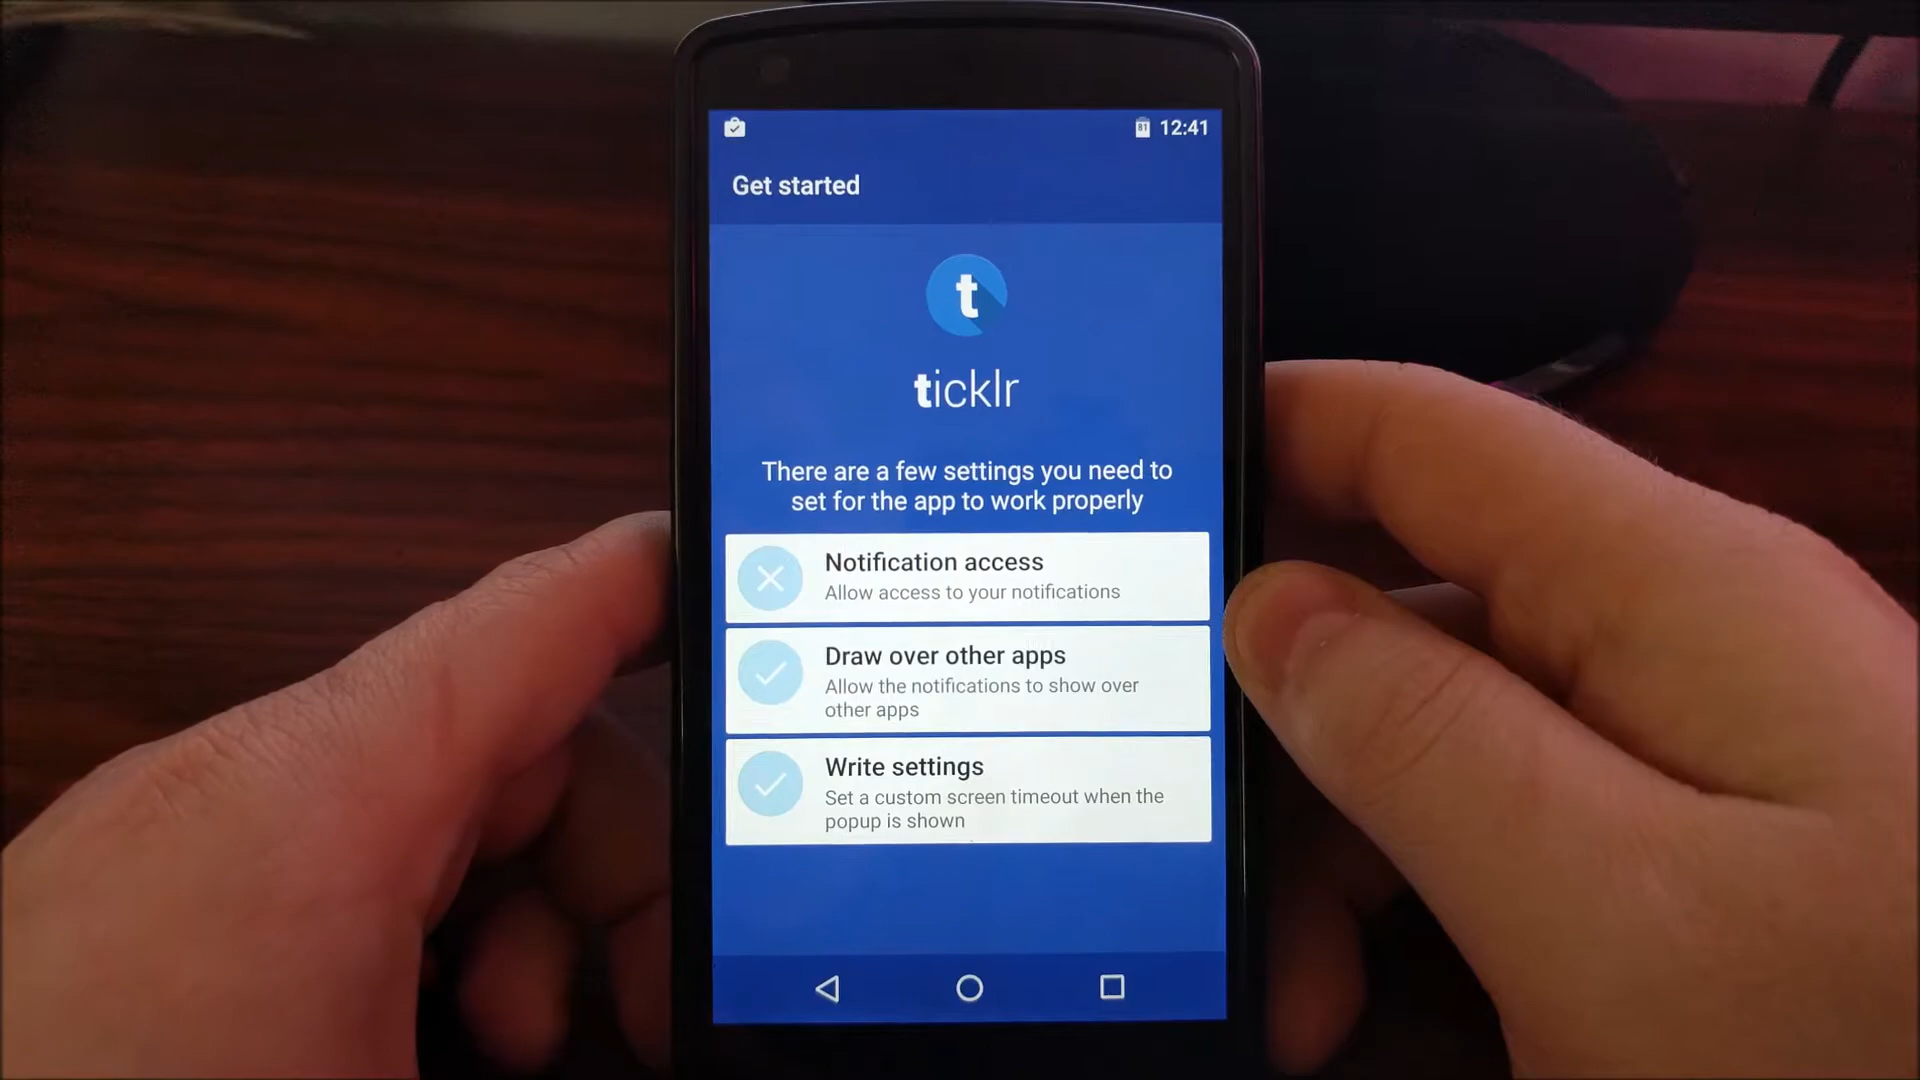 81 12:41
Get started
t
ticklr
There are a few settings you need to
set for the app to work properly
Notification access
Allow access to your notifications
Draw over other apps
Allow the notifications to show over
other apps
Write settings
Set a custom screen timeout when the
popup is shown